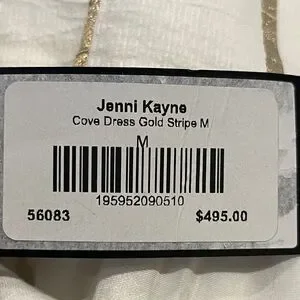 Jenni Kayne
Cove Dress Gold Stripe M
M
195952090510
56083 $495.00